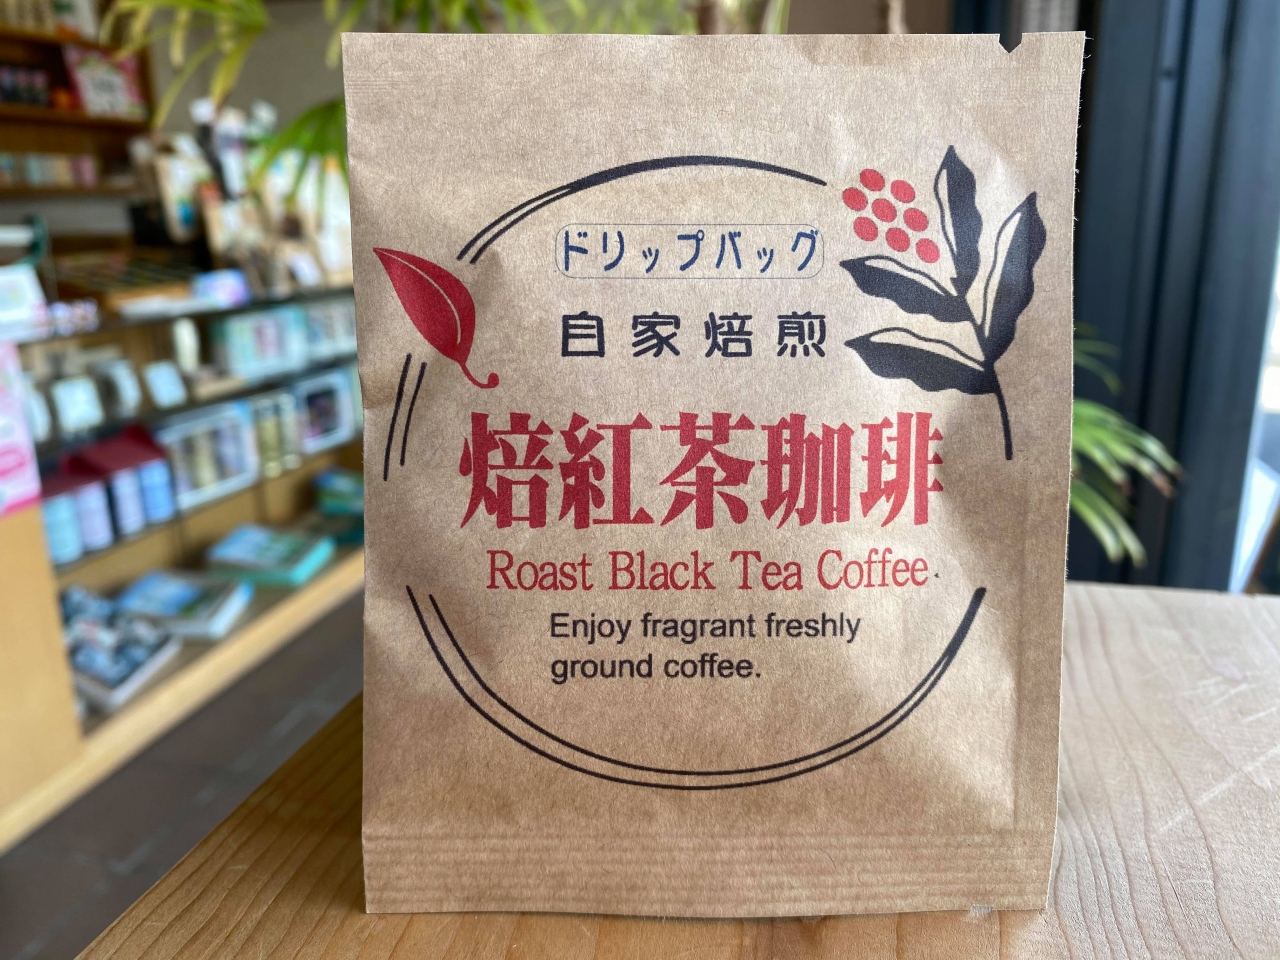 ドリップバッグ
自家焙煎
焙紅茶珈琲
Roast Black Tea Coffee
Enjoy fragrant freshly
ground coffee.